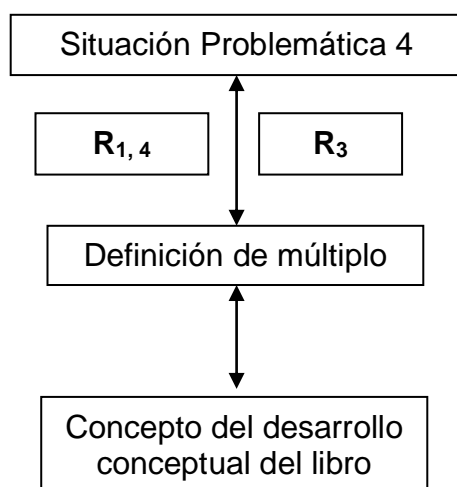 Situación Problemática 4
R1, 4
R3
Definición de múltiplo
Concepto del desarrollo
conceptual del libro